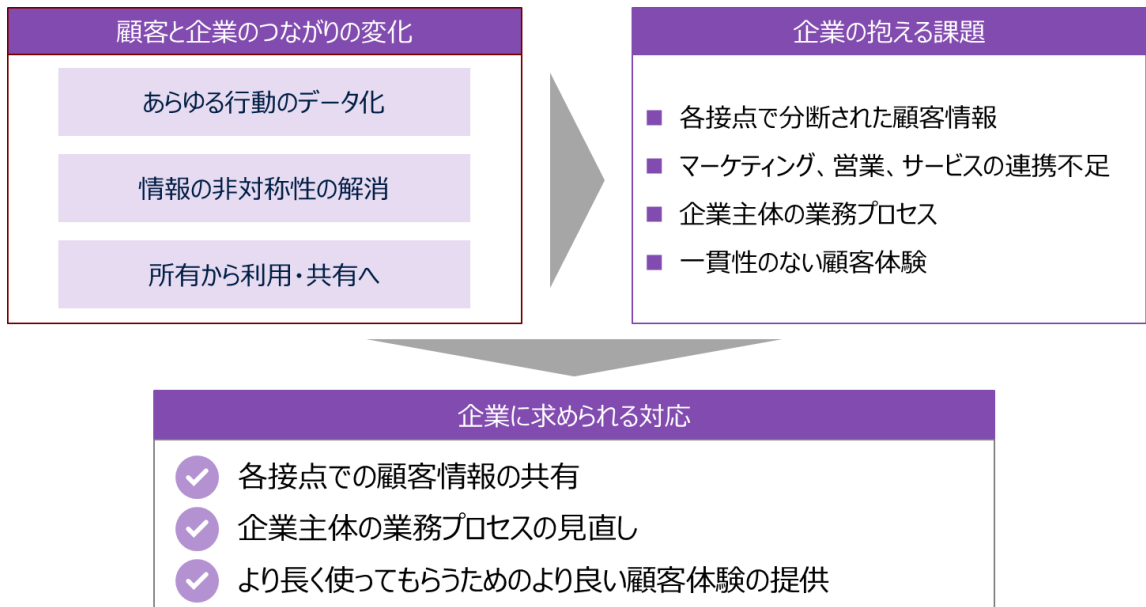 顧客と企業のつながりの変化
あらゆる行動のデータ化
情報の非対称性の解消
所有から利用・共有へ
企業の抱える課題
各接点で分断された顧客情報
マーケティング、営業、サービスの連携不足
企業主体の業務プロセス
一貫性のない顧客体験
企業に求められる対応
各接点での顧客情報の共有
企業主体の業務プロセスの見直し
より長く使ってもらうためのより良い顧客体験の提供